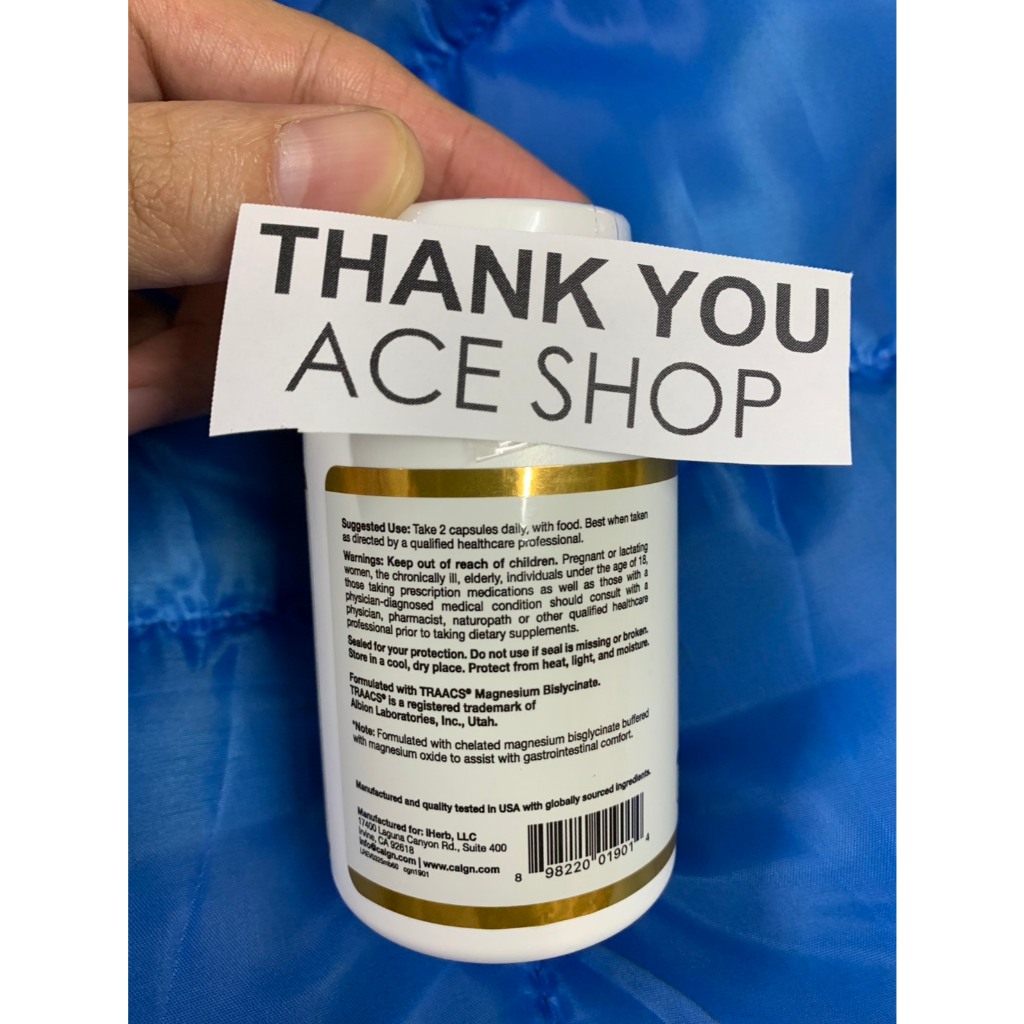 THANK YOU
ACE SHOP
Suggested Use: Take 2 capsules daily, with food. Best when taken
as directed by a qualified healthcare professional.
Warnings: Keep out of reach of children. Pregnant or lactating
women, the chronically ill, elderly, individuals under the age of 18,
those taking prescription medications as well as those with a
physician-diagnosed medical condition should consult with a
physician, pharmacist, naturopath or other qualified healthcare
professional prior to taking dietary supplements.
Sealed for your protection. Do not use if seal is missing or broken.
Store in a cool, dry place. Protect from heat, light, and moisture.
Formulated with TRAACS® Magnesium Bislycinate.
TRAACS® is a registered trademark of
Albion Laboratories, Inc., Utah.
*Note: Formulated with chelated magnesium bisglycinate buffered
with magnesium oxide to assist with gastrointestinal comfort.
Manufactured and quality tested in USA with globally sourced ingredients.
Manufactured for: iHerb, LLC
17400 Laguna Canyon Rd., Suite 400
Irvine, CA 92618
info@caign.com | www.caign.com
cgn1901
8 98220 01901 4